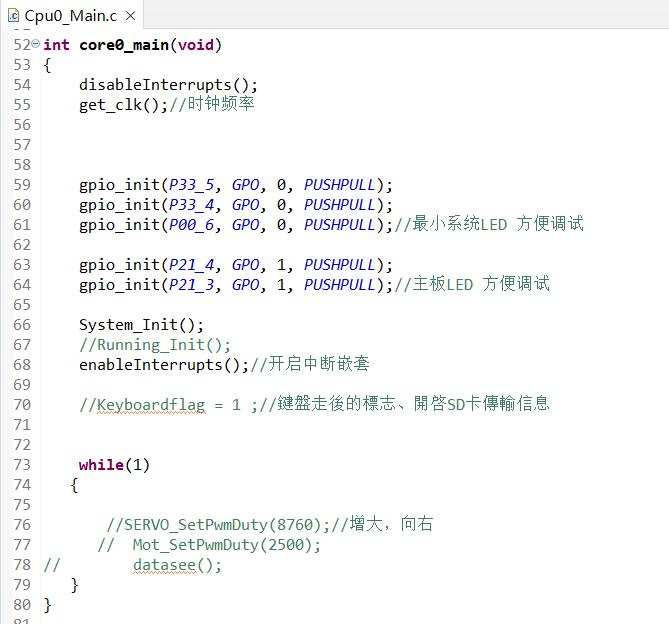 Cpu0_Main.c
52 int core0_main(void)
53 {
54 disableInterrupts();
55 get_clk();//时钟频率
56
57
58
59 gpio_init(P33_5, GPO, 0, PUSHPULL);
60 gpio_init(P33_4, GPO, 0, PUSHPULL);
61 gpio_init(P00_6, GPO, 0, PUSHPULL);//最小系统LED 方便调试
62
63 gpio_init(P21_4, GPO, 1, PUSHPULL);
64 gpio_init(P21_3, GPO, 1, PUSHPULL);//主板LED 方便调试
65
66 System_Init();
67 //Running_Init();
68 enableInterrupts();//开启中断嵌套
69
70 //Keyboardflag = 1 ;//鍵盤走後的標志、開啓SD卡傳輸信息
71
72
73 while(1)
74 {
75
76 //SERVO_SetPwmDuty(8760);//增大，向右
77 // Mot_SetPwmDuty(2500);
78 // datasee();
79 }
80 }